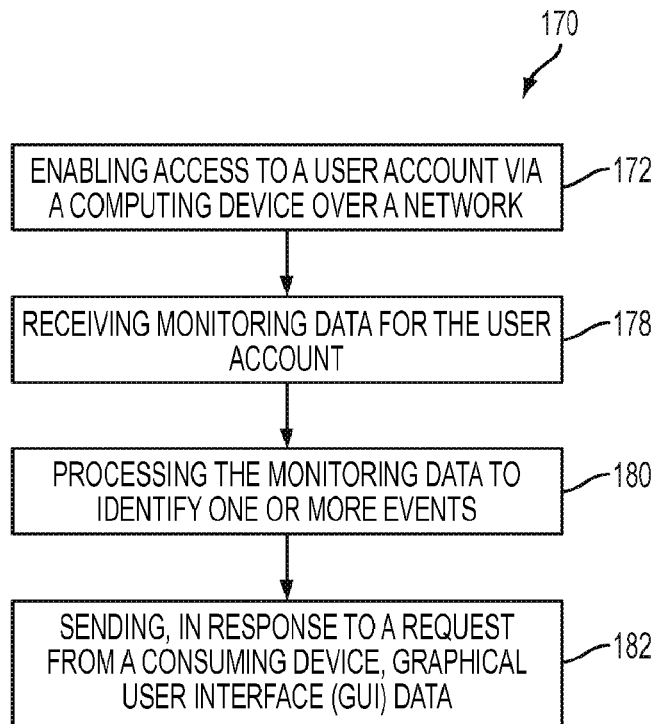 170
ENABLING ACCESS TO A USER ACCOUNT VIA
A COMPUTING DEVICE OVER A NETWORK
172
RECEIVING MONITORING DATA FOR THE USER
ACCOUNT
178
PROCESSING THE MONITORING DATA TO
IDENTIFY ONE OR MORE EVENTS
180
SENDING, IN RESPONSE TO A REQUEST
FROM A CONSUMING DEVICE, GRAPHICAL
USER INTERFACE (GUI) DATA
182